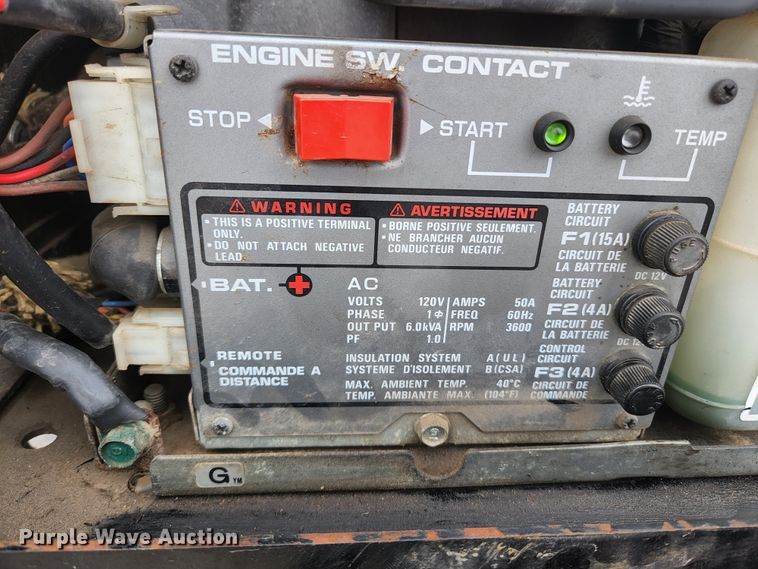 ENGINE SW. CONTACT
STOP
START
TEMP
WARNING
• THIS IS A POSITIVE TERMINAL
ONLY.
• DO NOT ATTACH NEGATIVE
LEAD
AVERTISSEMENT
• BORNE POSITIVE SEULEMENT.
• NE BRANCHER AUCUN
CONDUCTEUR NEGATIF.
BATTERY
CIRCUIT
F1 (15A)
CIRCUIT DE
LA BATTERIE
DC 12V
BAT.
AC
VOLTS 120V AMPS 50A
PHASE 1Φ FREQ 60Hz
OUT PUT 6.0kVA RPM 3600
PF 1.0
BATTERY
CIRCUIT
F2 (4A)
CIRCUIT DE
LA BATTERIE
DC 12
REMOTE
COMMANDE A
DISTANCE
INSULATION SYSTEM A(UL)
SYSTEME D'ISOLEMENT B(CSA)
MAX. AMBIENT TEMP. 40°C
TEMP. AMBIANTE MAX. (104°F)
CONTROL
CIRCUIT
F3 (4A)
CIRCUIT DE
COMMANDE
G YM
Purple Wave Auction